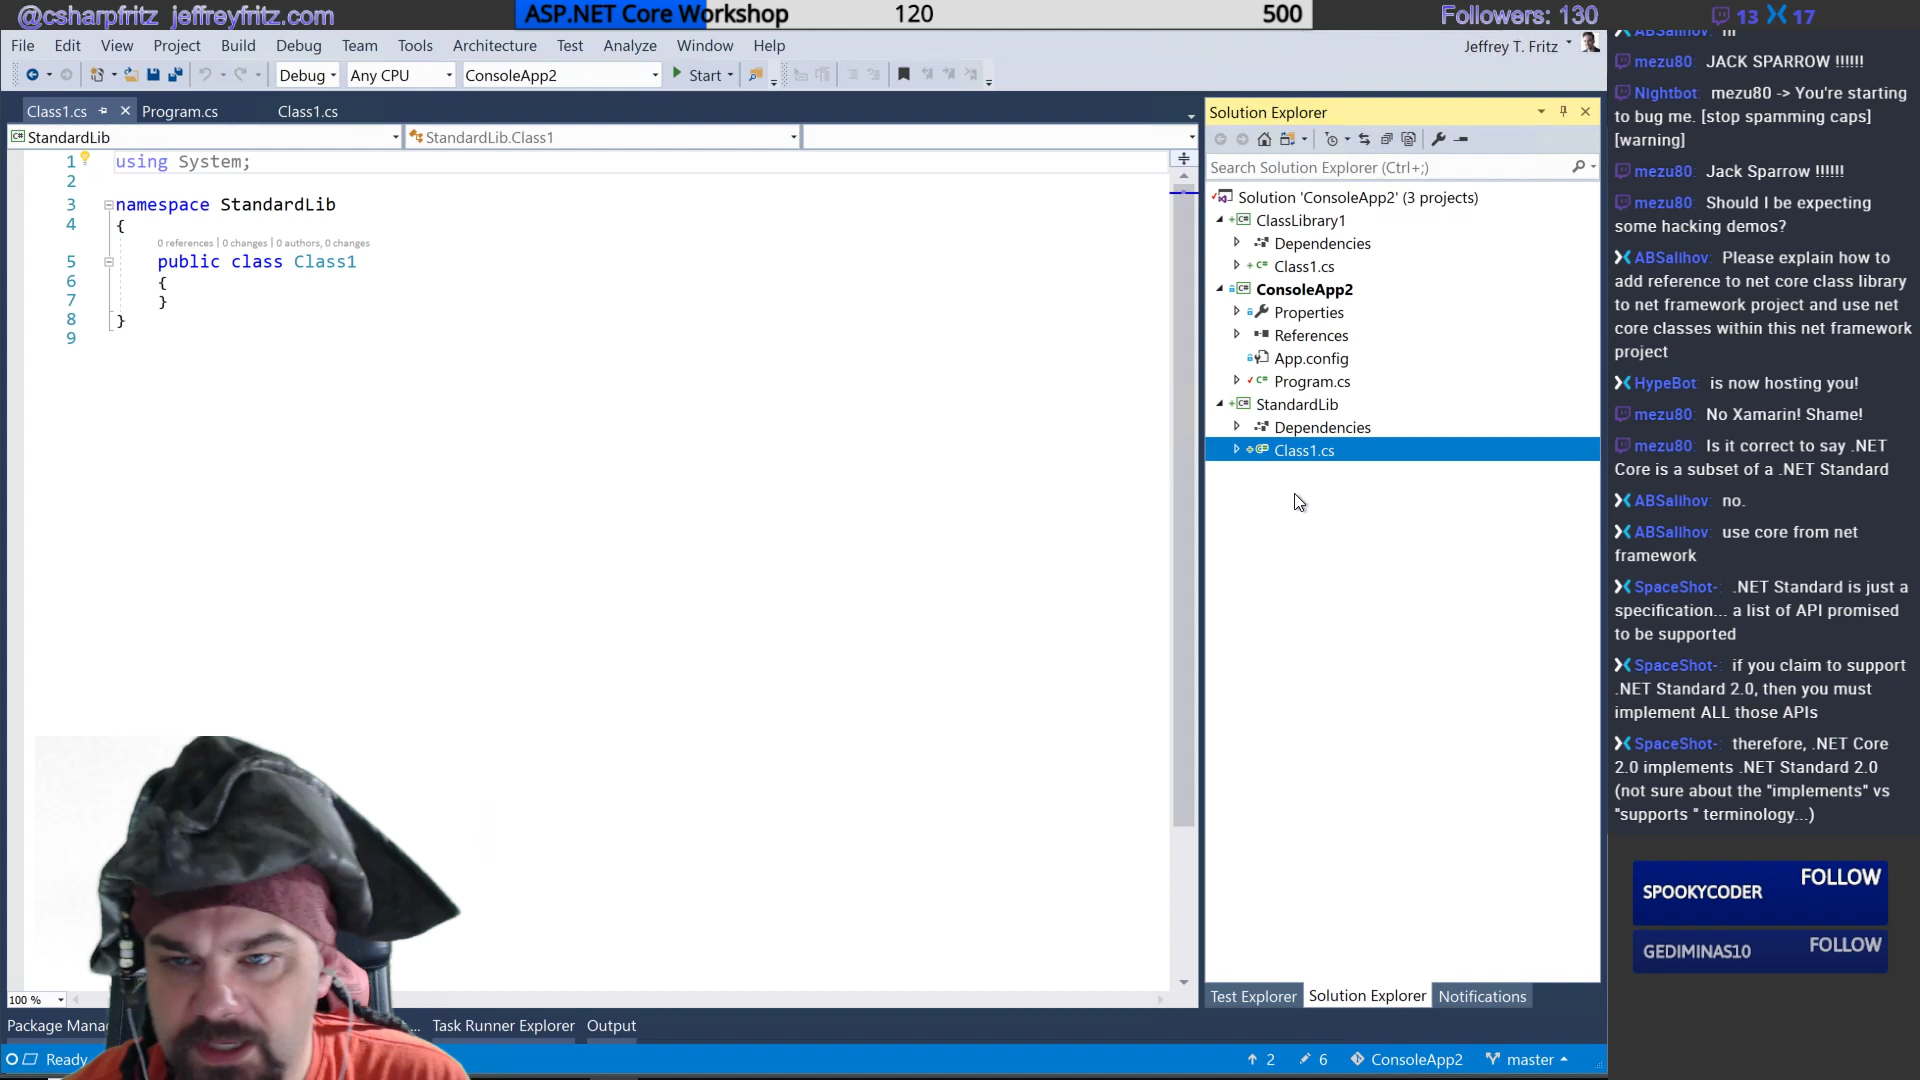 @csharpfritz jeffreyfritz.com
ASP.NET Core Workshop 120 500
Followers: 130
13 17
File Edit View Project Build Debug Team Tools Architecture Test Analyze Window Help
Jeffrey T. Fritz
Debug Any CPU ConsoleApp2 Start
Class1.cs Program.cs Class1.cs
StandardLib StandardLib.Class1
1 using System;
2
3 namespace StandardLib
4 {
0 references | 0 changes | 0 authors, 0 changes
5 public class Class1
6 {
7 }
8 }
9
100 %
Solution Explorer
Search Solution Explorer (Ctrl+;)
Solution 'ConsoleApp2' (3 projects)
ClassLibrary1
Dependencies
Class1.cs
ConsoleApp2
Properties
References
App.config
Program.cs
StandardLib
Dependencies
Class1.cs
Test Explorer Solution Explorer Notifications
Task Runner Explorer Output
Ready
2 6 ConsoleApp2 master
ABSalihov: hi
mezu80: JACK SPARROW !!!!!!
Nightbot: mezu80 -> You're starting
to bug me. [stop spamming caps]
[warning]
mezu80: Jack Sparrow !!!!!!
mezu80: Should I be expecting
some hacking demos?
ABSalihov: Please explain how to
add reference to net core class library
to net framework project and use net
core classes within this net framework
project
HypeBot: is now hosting you!
mezu80: No Xamarin! Shame!
mezu80: Is it correct to say .NET
Core is a subset of a .NET Standard
ABSalihov: no.
ABSalihov: use core from net
framework
SpaceShot-: .NET Standard is just a
specification... a list of API promised
to be supported
SpaceShot-: if you claim to support
.NET Standard 2.0, then you must
implement ALL those APIs
SpaceShot-: therefore, .NET Core
2.0 implements .NET Standard 2.0
(not sure about the "implements" vs
"supports " terminology...)
SPOOKYCODER FOLLOW
GEDIMINAS10 FOLLOW